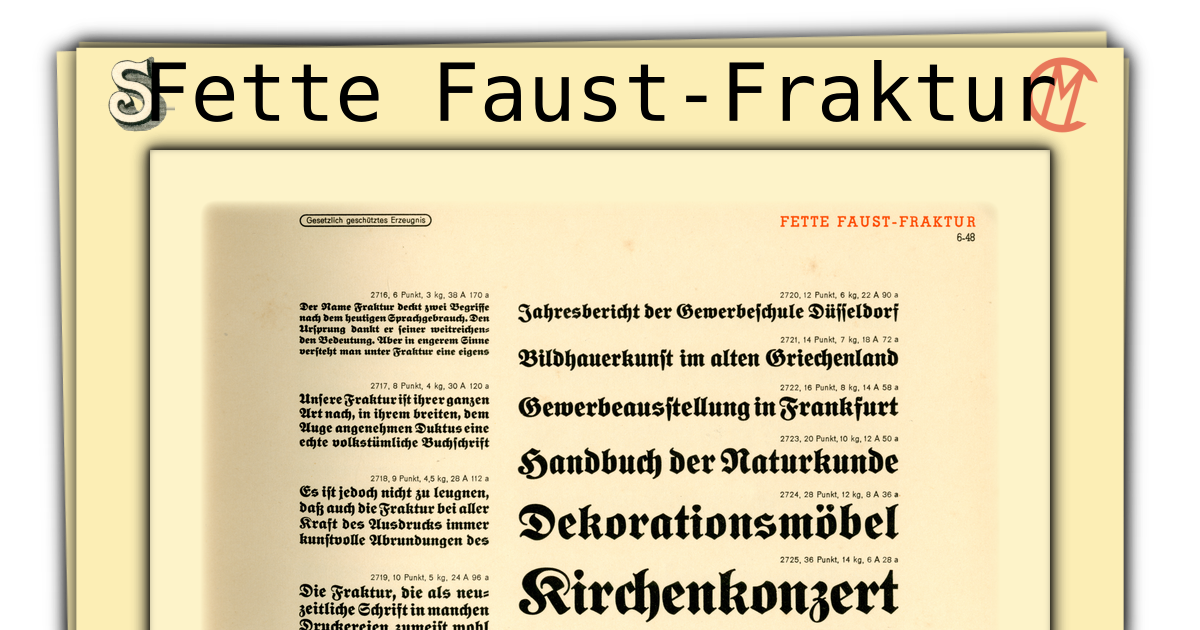 Fette Faust-Fraktur
Gesetzlich geschütztes Erzeugnis
FETTE FAUST-FRAKTUR
6-48
2716, 6 Punkt, 3 kg, 38 A 170 a
Der Name Fraktur deckt zwei Begriffe
nach dem heutigen Sprachgebrauch. Den
Urſprung dankt er ſeiner weitreichen⸗
den Bedeutung. Aber in engerem Sinne
verſteht man unter Fraktur eine eigens
2717, 8 Punkt, 4 kg, 30 A 120 a
Unſere Fraktur iſt ihrer ganzen
Art nach, in ihrem breiten, dem
Auge angenehmen Duktus eine
echte volkstümliche Buchſchrift
2718, 9 Punkt, 4,5 kg, 28 A 112 a
Es iſt jedoch nicht zu leugnen,
daß auch die Fraktur bei aller
Kraft des Ausdrucks immer
kunſtvolle Abrundungen des
2719, 10 Punkt, 5 kg, 24 A 96 a
Die Fraktur, die als neu⸗
zeitliche Schrift in manchen
Druckereien zumeiſt wohl
2720, 12 Punkt, 6 kg, 22 A 90 a
Jahresbericht der Gewerbeſchule Düſſeldorf
2721, 14 Punkt, 7 kg, 18 A 72 a
Bildhauerkunſt im alten Griechenland
2722, 16 Punkt, 8 kg, 14 A 58 a
Gewerbeausſtellung in Frankfurt
2723, 20 Punkt, 10 kg, 12 A 50 a
Handbuch der Naturkunde
2724, 28 Punkt, 12 kg, 8 A 36 a
Dekorationsmöbel
2725, 36 Punkt, 14 kg, 6 A 28 a
Kirchenkonzert